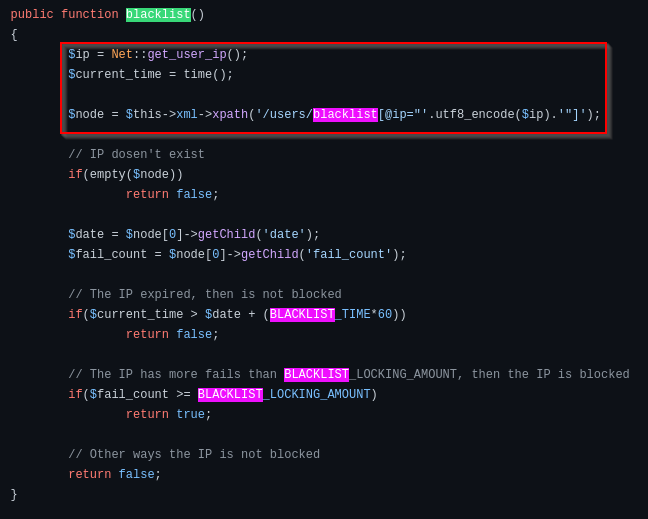 public function blacklist()
{
$ip = Net::get_user_ip();
$current_time = time();
$node = $this->xml->xpath('/users/blacklist[@ip="'.utf8_encode($ip).'"]');
// IP dosen't exist
if(empty($node))
return false;
$date = $node[0]->getChild('date');
$fail_count = $node[0]->getChild('fail_count');
// The IP expired, then is not blocked
if($current_time > $date + (BLACKLIST_TIME*60))
return false;
// The IP has more fails than BLACKLIST_LOCKING_AMOUNT, then the IP is blocked
if($fail_count >= BLACKLIST_LOCKING_AMOUNT)
return true;
// Other ways the IP is not blocked
return false;
}